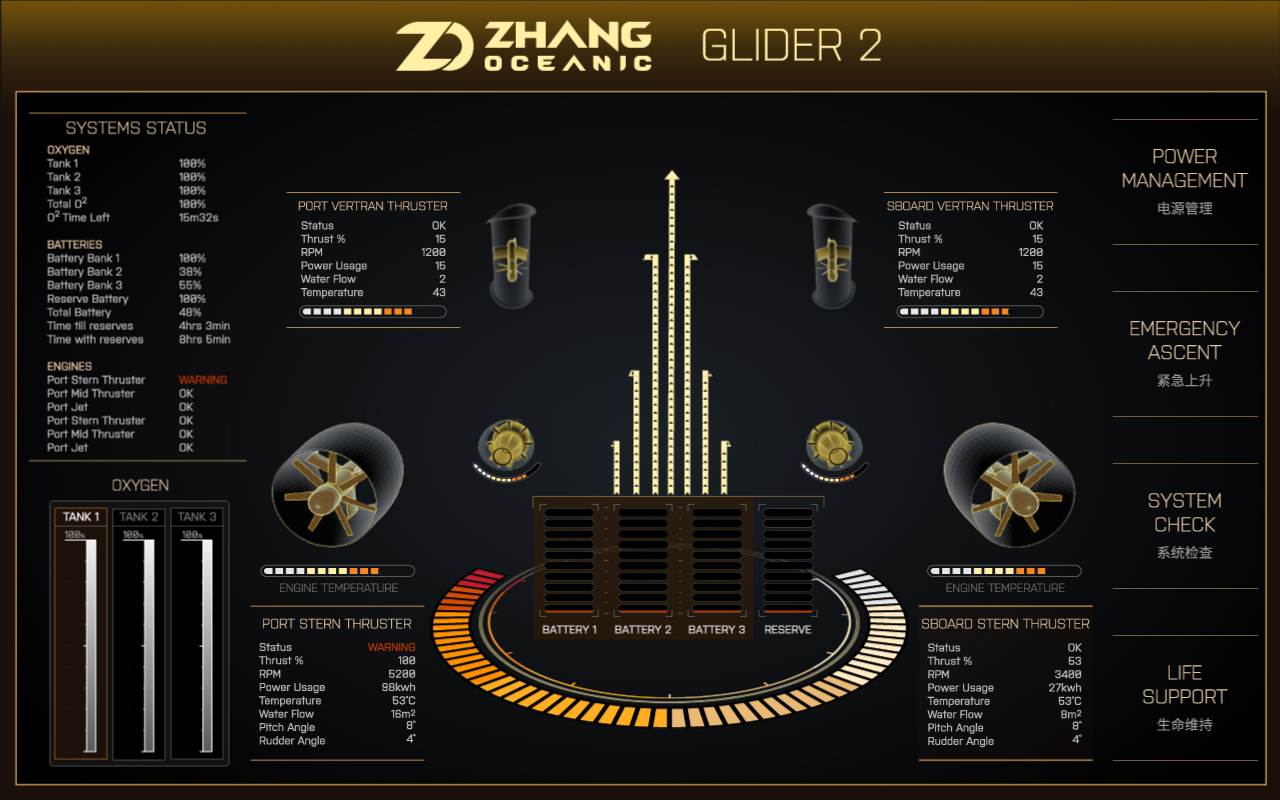 ZHANG
OCEANIC
GLIDER 2
SYSTEMS STATUS
OXYGEN
Tank 1 100%
Tank 2 100%
Tank 3 100%
Total O² 100%
O² Time Left 15m32s
BATTERIES
Battery Bank 1 100%
Battery Bank 2 38%
Battery Bank 3 55%
Reserve Battery 100%
Total Battery 48%
Time till reserves 4hrs 3min
Time with reserves 8hrs 5min
ENGINES
Port Stern Thruster WARNING
Port Mid Thruster OK
Port Jet OK
Port Stern Thruster OK
Port Mid Thruster OK
Port Jet OK
OXYGEN
TANK 1 TANK 2 TANK 3
100% 100% 100%
PORT VERTRAN THRUSTER
Status OK
Thrust % 15
RPM 1200
Power Usage 15
Water Flow 2
Temperature 43
SBOARD VERTRAN THRUSTER
Status OK
Thrust % 15
RPM 1200
Power Usage 15
Water Flow 2
Temperature 43
ENGINE TEMPERATURE
PORT STERN THRUSTER
Status WARNING
Thrust % 100
RPM 5200
Power Usage 98kwh
Temperature 53°C
Water Flow 16m²
Pitch Angle 8°
Rudder Angle 4°
BATTERY 1 BATTERY 2 BATTERY 3 RESERVE
ENGINE TEMPERATURE
SBOARD STERN THRUSTER
Status OK
Thrust % 53
RPM 3400
Power Usage 27kwh
Temperature 53°C
Water Flow 8m²
Pitch Angle 8°
Rudder Angle 4°
POWER
MANAGEMENT
电源管理
EMERGENCY
ASCENT
紧急上升
SYSTEM
CHECK
系统检查
LIFE
SUPPORT
生命维持